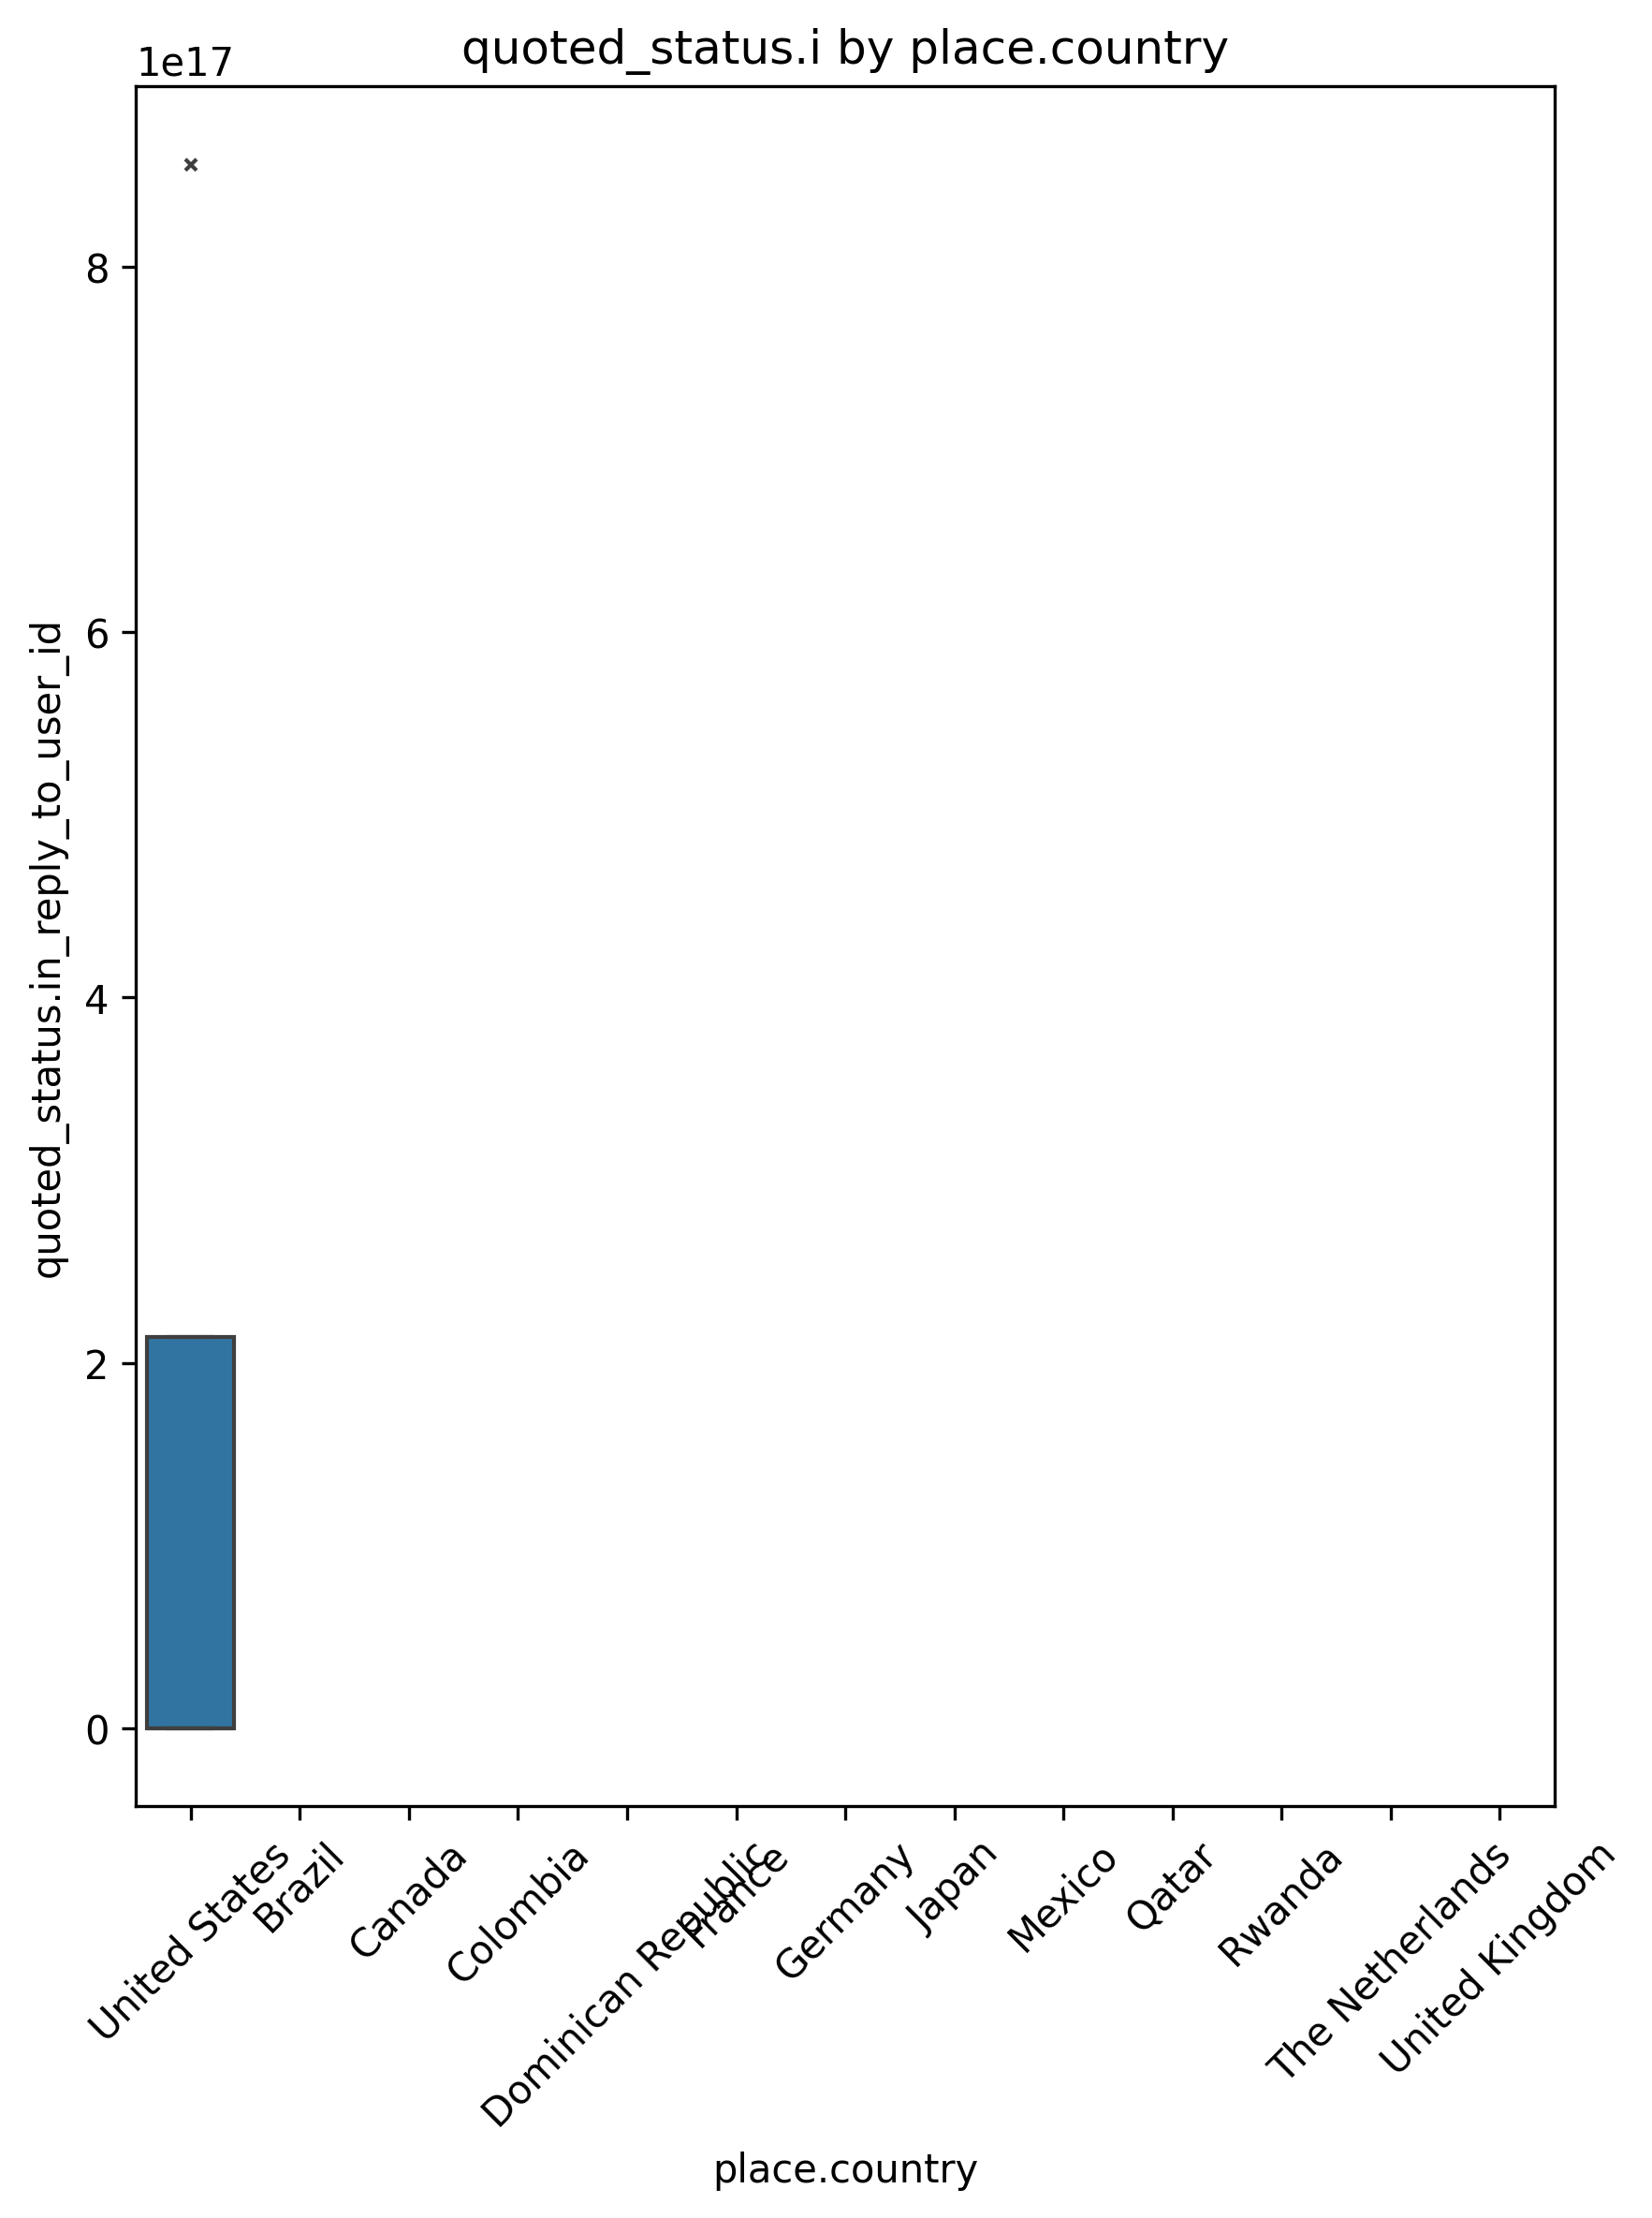 quoted_status.i by place.country
1e17
8
6
4
2
0
quoted_status.in_reply_to_user_id
United States
Brazil
Canada
Colombia
Dominican Republic
France
Germany
Japan
Mexico
Qatar
Rwanda
The Netherlands
United Kingdom
place.country